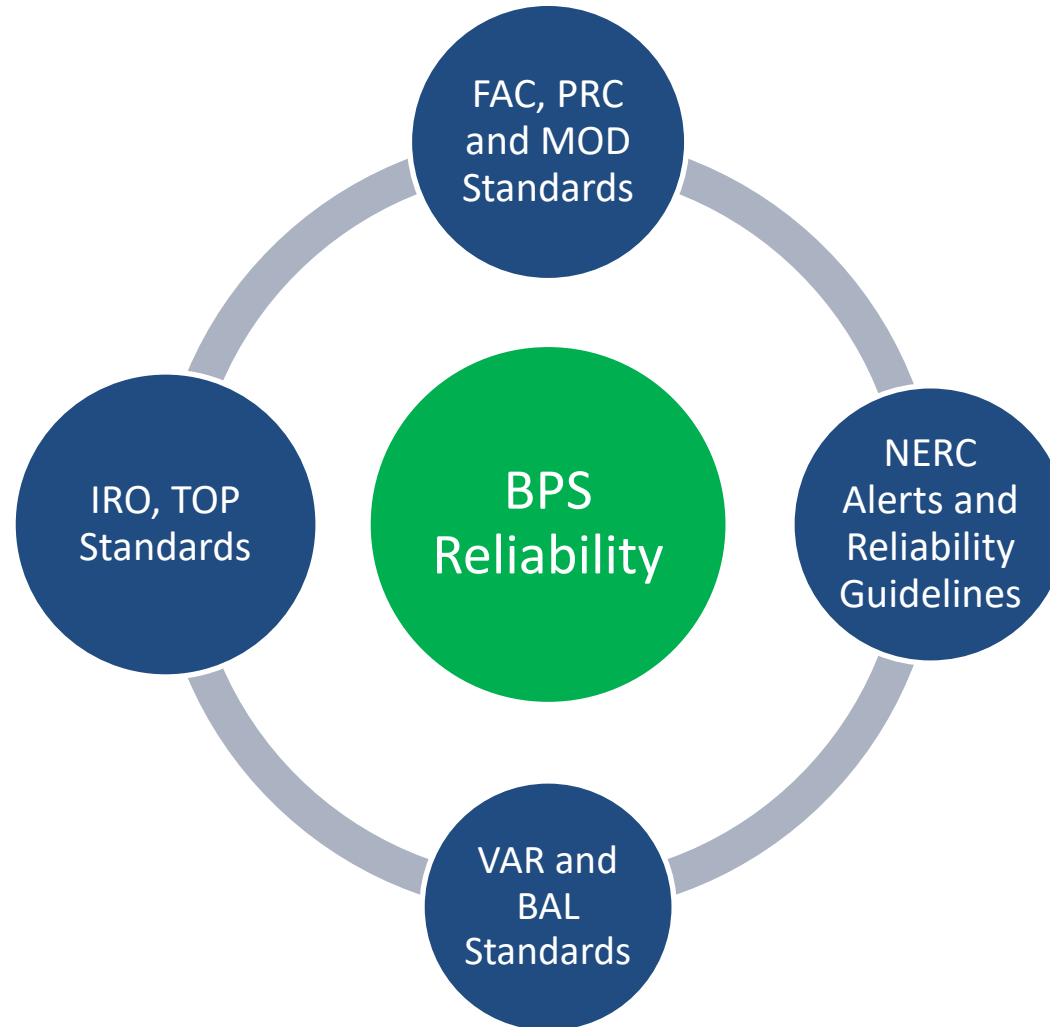 FAC, PRC
and MOD
Standards
IRO, TOP
Standards
BPS
Reliability
NERC
Alerts and
Reliability
Guidelines
VAR and
BAL
Standards